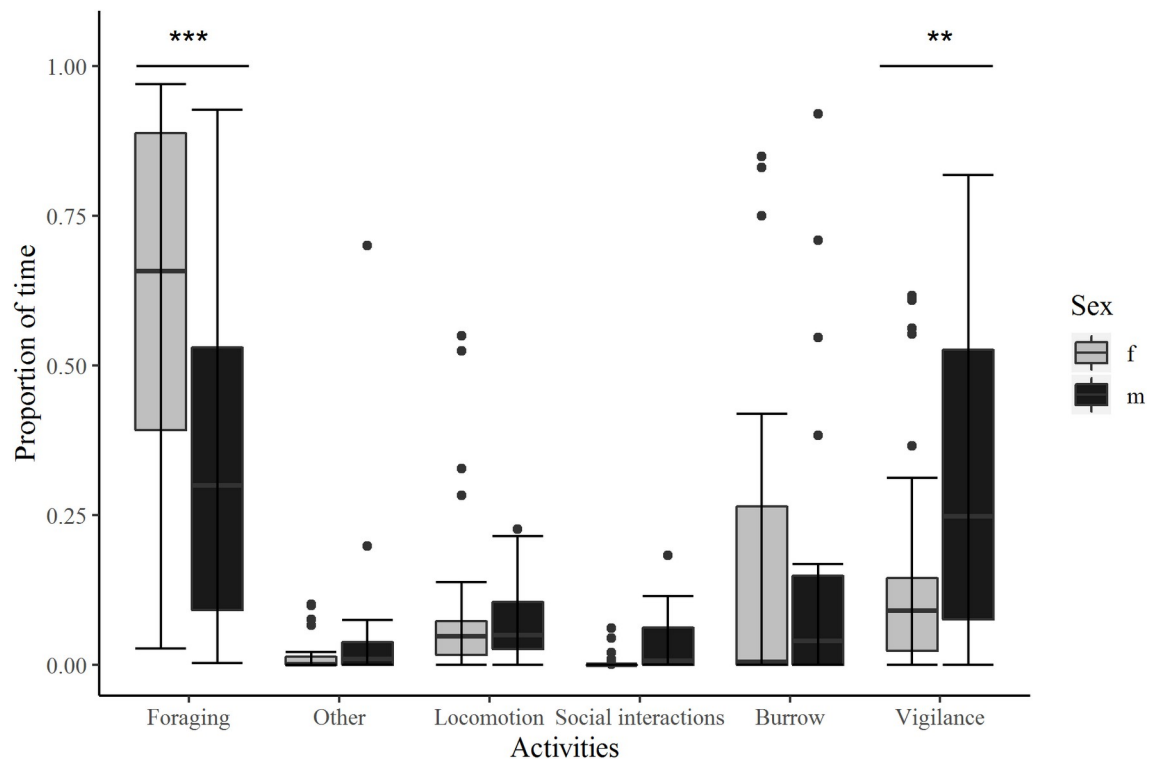 *** **
1.00
0.75
0.50
0.25
0.00
Proportion of time
Foraging Other Locomotion Social interactions Burrow Vigilance
Activities
Sex
f
m